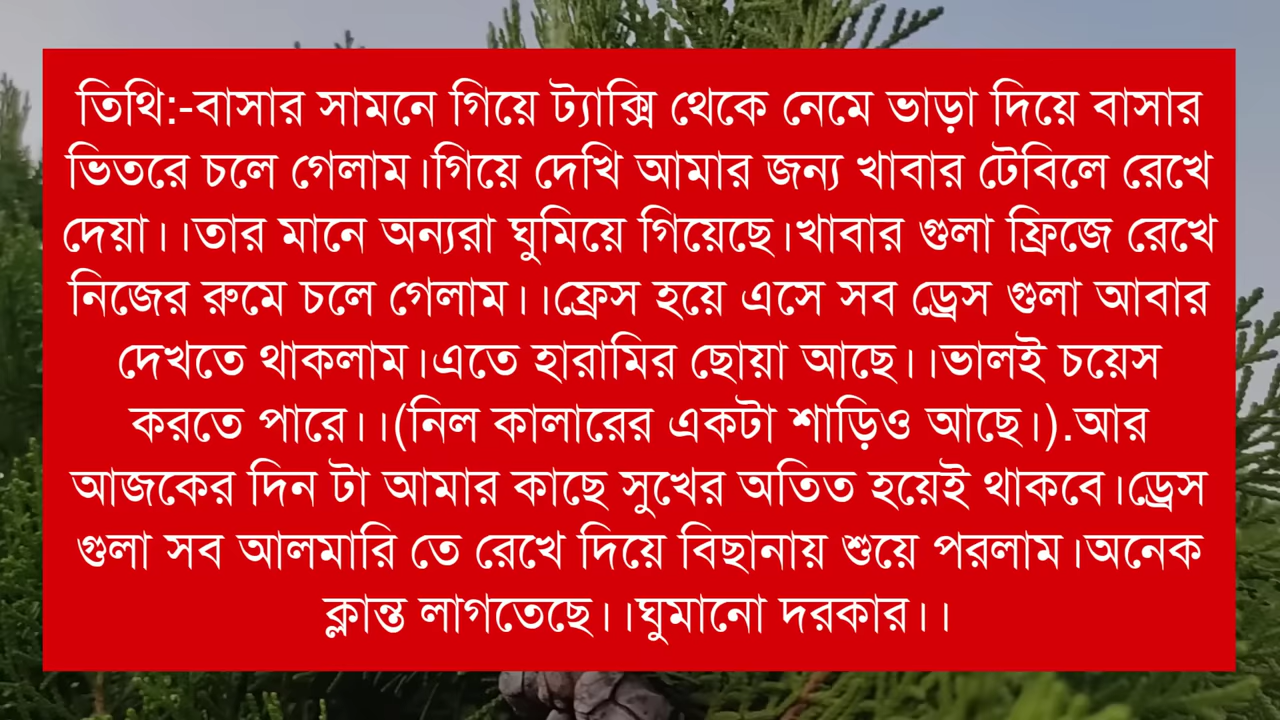 তিথি:-বাসার সামনে গিয়ে ট্যাক্সি থেকে নেমে ভাড়া দিয়ে বাসার
ভিতরে চলে গেলাম।গিয়ে দেখি আমার জন্য খাবার টেবিলে রেখে
দেয়া।।তার মানে অন্যরা ঘুমিয়ে গিয়েছে।খাবার গুলা ফ্রিজে রেখে
নিজের রুমে চলে গেলাম।।ফ্রেস হয়ে এসে সব ড্রেস গুলা আবার
দেখতে থাকলাম।এতে হারামির ছোয়া আছে।।ভালই চয়েস
করতে পারে।।(নিল কালারের একটা শাড়িও আছে।).আর
আজকের দিন টা আমার কাছে সুখের অতিত হয়েই থাকবে।ড্রেস
গুলা সব আলমারি তে রেখে দিয়ে বিছানায় শুয়ে পরলাম।অনেক
ক্লান্ত লাগতেছে।।ঘুমানো দরকার।।